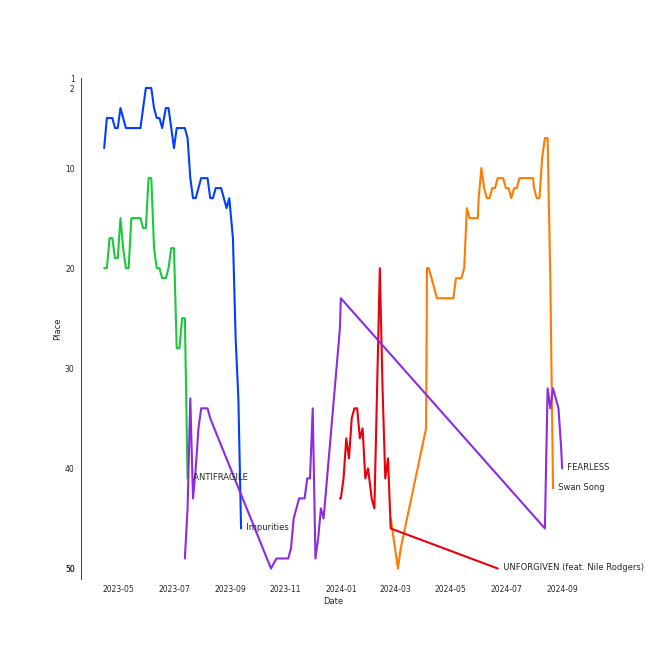 1
2
10
20
30
40
50
Place
ANTIFRAGILE
Impurities
FEARLESS
Swan Song
UNFORGIVEN (feat. Nile Rodgers)
2023-05 2023-07 2023-09 2023-11 2024-01 2024-03 2024-05 2024-07 2024-09
Date